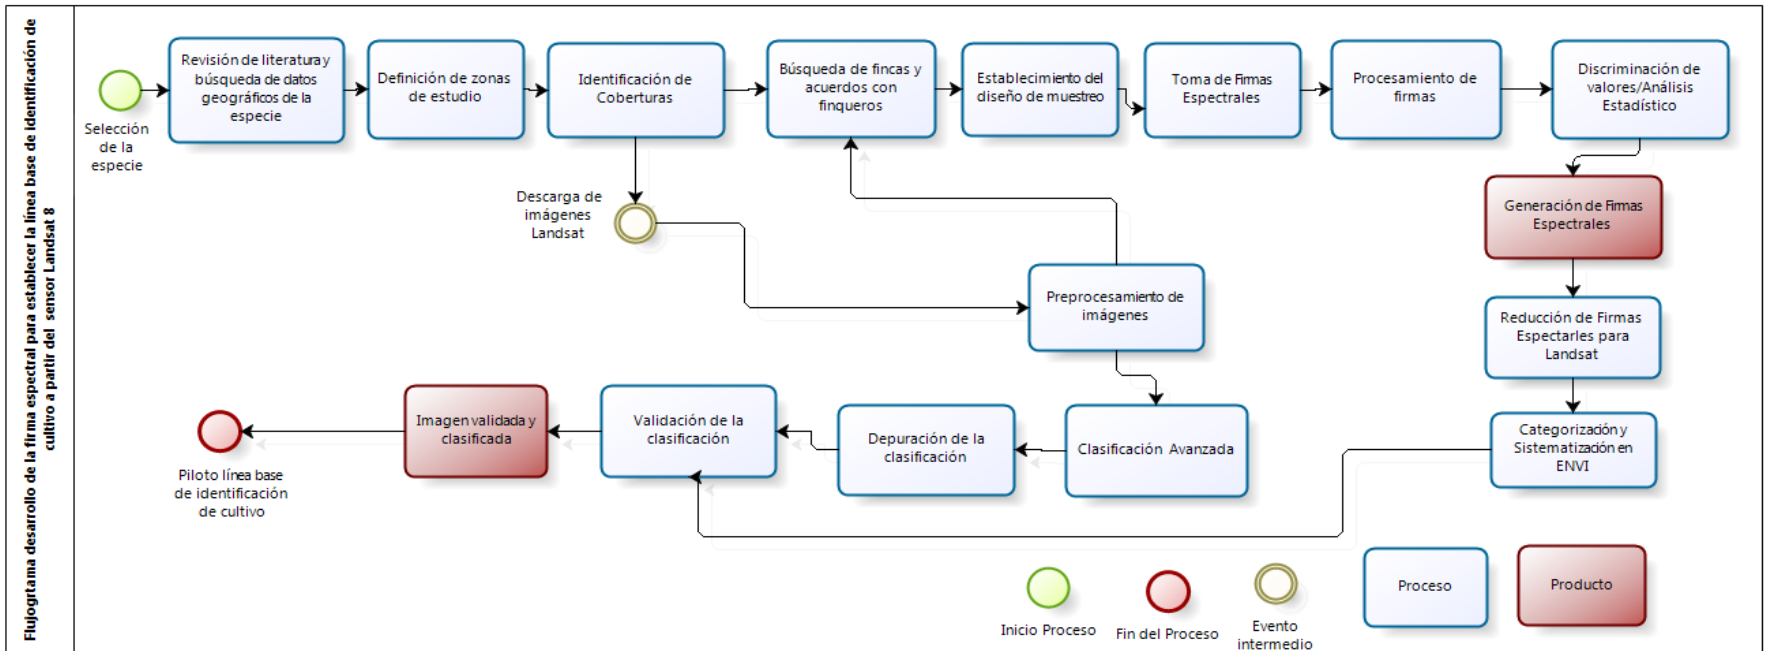 Flujogrtama desarrollo de la firma espectral para establecer la línea base de identificación de
cultivo a partir del sensor Landsat 8
Selección
de la
especie
Revisión de literatura y
búsqueda de datos
geográficos de la
especie
Definición de zonas
de estudio
Identificación de
Coberturas
Búsqueda de fincas y
acuerdos con
finqueros
Establecimiento del
diseño de muestreo
Toma de Firmas
Espectrales
Procesamiento de
firmas
Discriminación de
valores/Análisis
Estadístico
Descarga de
imágenes
Landsat
Generación de Firmas
Espectrales
Preprocesamiento de
imágenes
Reducción de Firmas
Espectarles para
Landsat
Piloto línea base
de identificación
de cultivo
Imagen validada y
clasificada
Validación de la
clasificación
Depuración de la
clasificación
Clasificación Avanzada
Categorización y
Sistematización en
ENVI
Inicio Proceso
Fin del Proceso
Evento
intermedio
Proceso
Producto